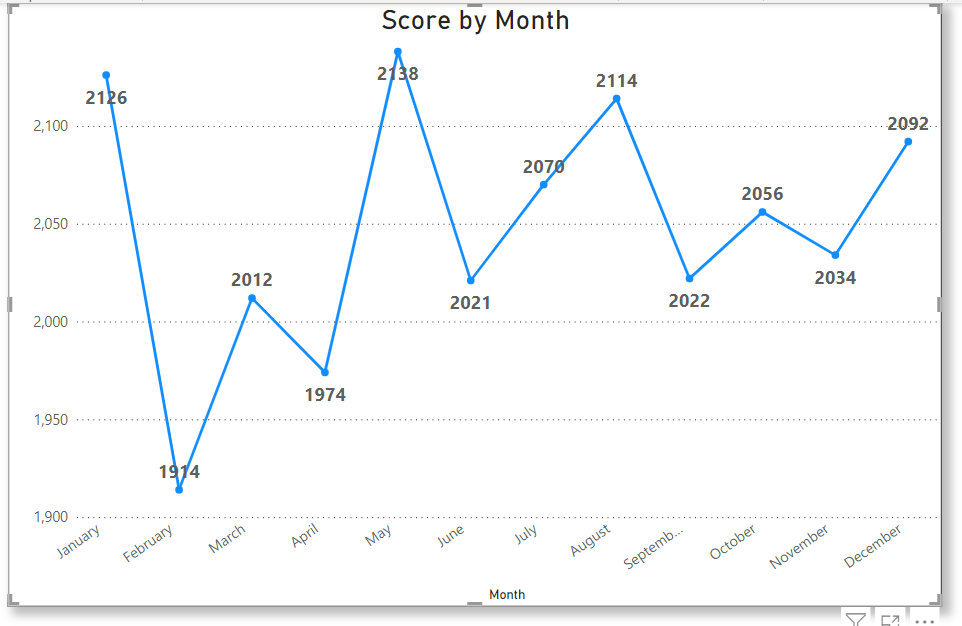 Score by Month
2126
2138
2114
2,100
2092
2070
2056
2,050
2012
2021
2022
2034
2,000
1974
1,950
1914
1,900
January
February
March
April
May
June
July
August
Septemb...
October
November
December
Month